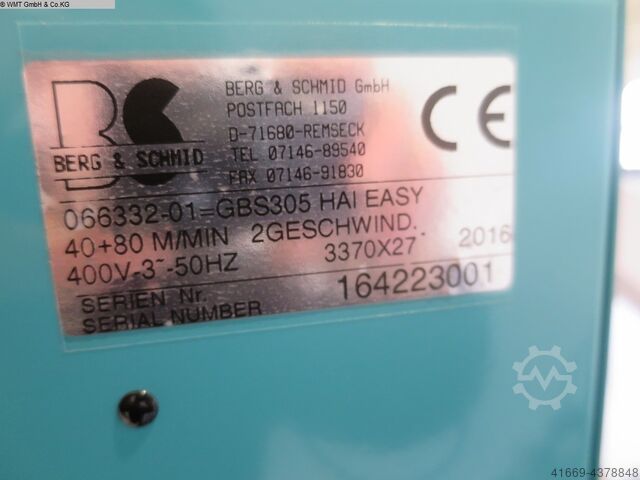 ® WMT GmbH & Co.KG
BS
BERG & SCHMID
BERG & SCHMID GmbH
POSTFACH 1150
D-71680-REMSECK
TEL 07146-89540
FAX 07146-91830
CE
066332-01=GBS305 HAI EASY
40+80 M/MIN 2GESCHWIND.. 2016
400V-3~-50HZ 3370X27
SERIEN Nr. 164223001
SERIAL NUMBER
41669-4378848